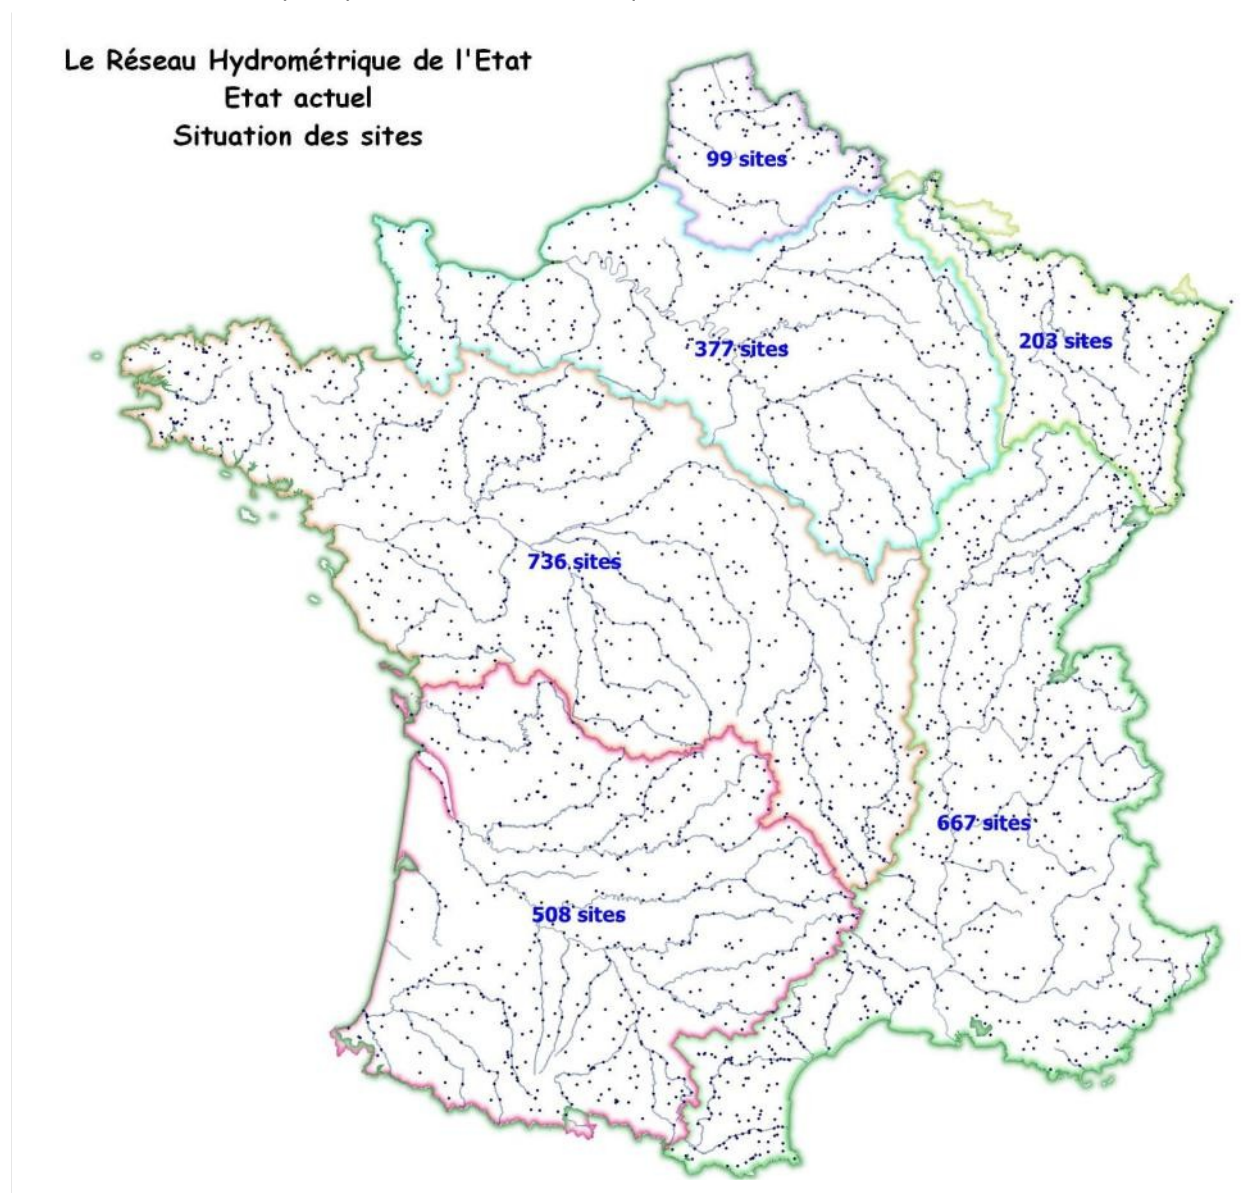 Le Réseau Hydrométrique de l'Etat
Etat actuel
Situation des sites
99 sites
377 sites
203 sites
736 sites
667 sites
508 sites